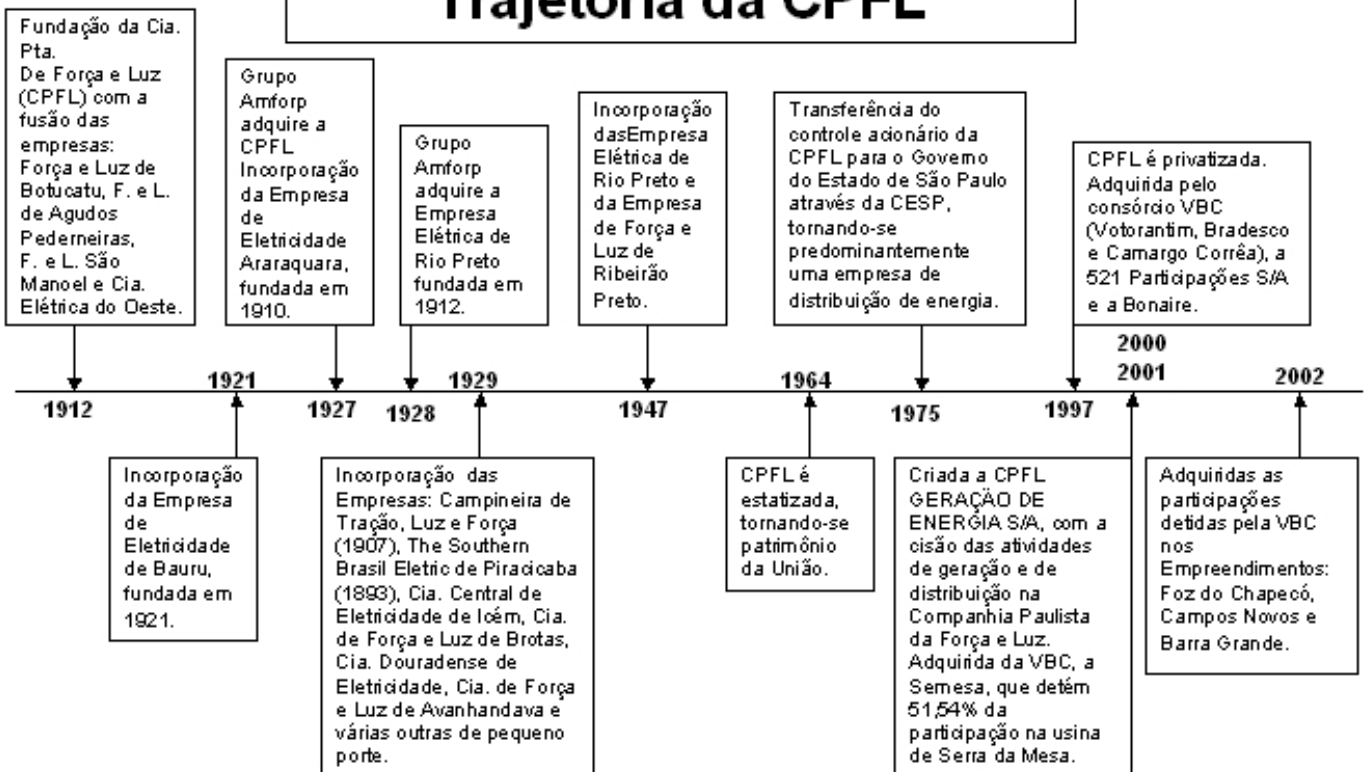 Trajetória da CPFL
Fundação da Cia.
Pta.
De Força e Luz
(CPFL) com a
fusão das
empresas:
Força e Luz de
Botucatu, F. e L.
de Agudos
Pederneiras,
F. e L. São
Manoel e Cia.
Elétrica do Oeste.
Grupo
Amforp
adquire a
CPFL
Incorporação
da Empresa
de
Eletricidade
Araraquara,
fundada em
1910.
Grupo
Amforp
adquire a
Empresa
Elétrica de
Rio Preto
fundada em
1912.
Incorporação
dasEmpresa
Elétrica de
Rio Preto e
da Empresa
de Força e
Luz de
Ribeirão
Preto.
Transferência do
controle acionário da
CPFL para o Governo
do Estado de São Paulo
através da CESP,
tornando-se
predominantemente
uma empresa de
distribuição de energia.
CPFL é privatizada.
Adquirida pelo
consórcio VBC
(Votorantim, Bradesco
e Camargo Corrêa), a
521 Participações S/A
e a Bonaire.
1912
1921
1927
1928
1929
1947
1964
1975
1997
2000
2001
2002
Incorporação
da Empresa
de
Eletricidade
de Bauru,
fundada em
1921.
Incorporação das
Empresas: Campineira de
Tração, Luz e Força
(1907), The Southern
Brasil Eletric de Piracicaba
(1893), Cia. Central de
Eletricidade de Icém, Cia.
de Força e Luz de Brotas,
Cia. Douradense de
Eletricidade, Cia. de Força
e Luz de Avanhandava e
várias outras de pequeno
porte.
CPFL é
estatizada,
tornando-se
patrimônio
da União.
Criada a CPFL
GERAÇÃO DE
ENERGIA S/A, com a
cisão das atividades
de geração e de
distribuição na
Companhia Paulista
da Força e Luz.
Adquirida da VBC, a
Semesa, que detém
51,54% da
participação na usina
de Serra da Mesa.
Adquiridas as
participações
detidas pela VBC
nos
Empreendimentos:
Foz do Chapecó,
Campos Novos e
Barra Grande.